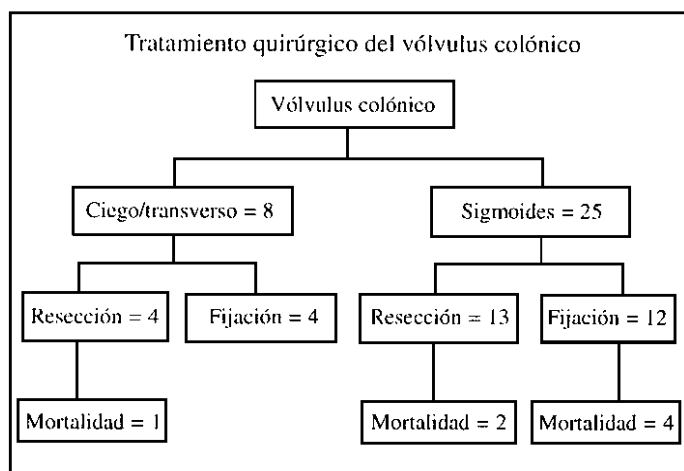 Tratamiento quirúrgico del vólvulus colónico
Vólvulus colónico
Ciego/transverso = 8
Sigmoides = 25
Resección = 4
Fijación = 4
Resección = 13
Fijación = 12
Mortalidad = 1
Mortalidad = 2
Mortalidad = 4